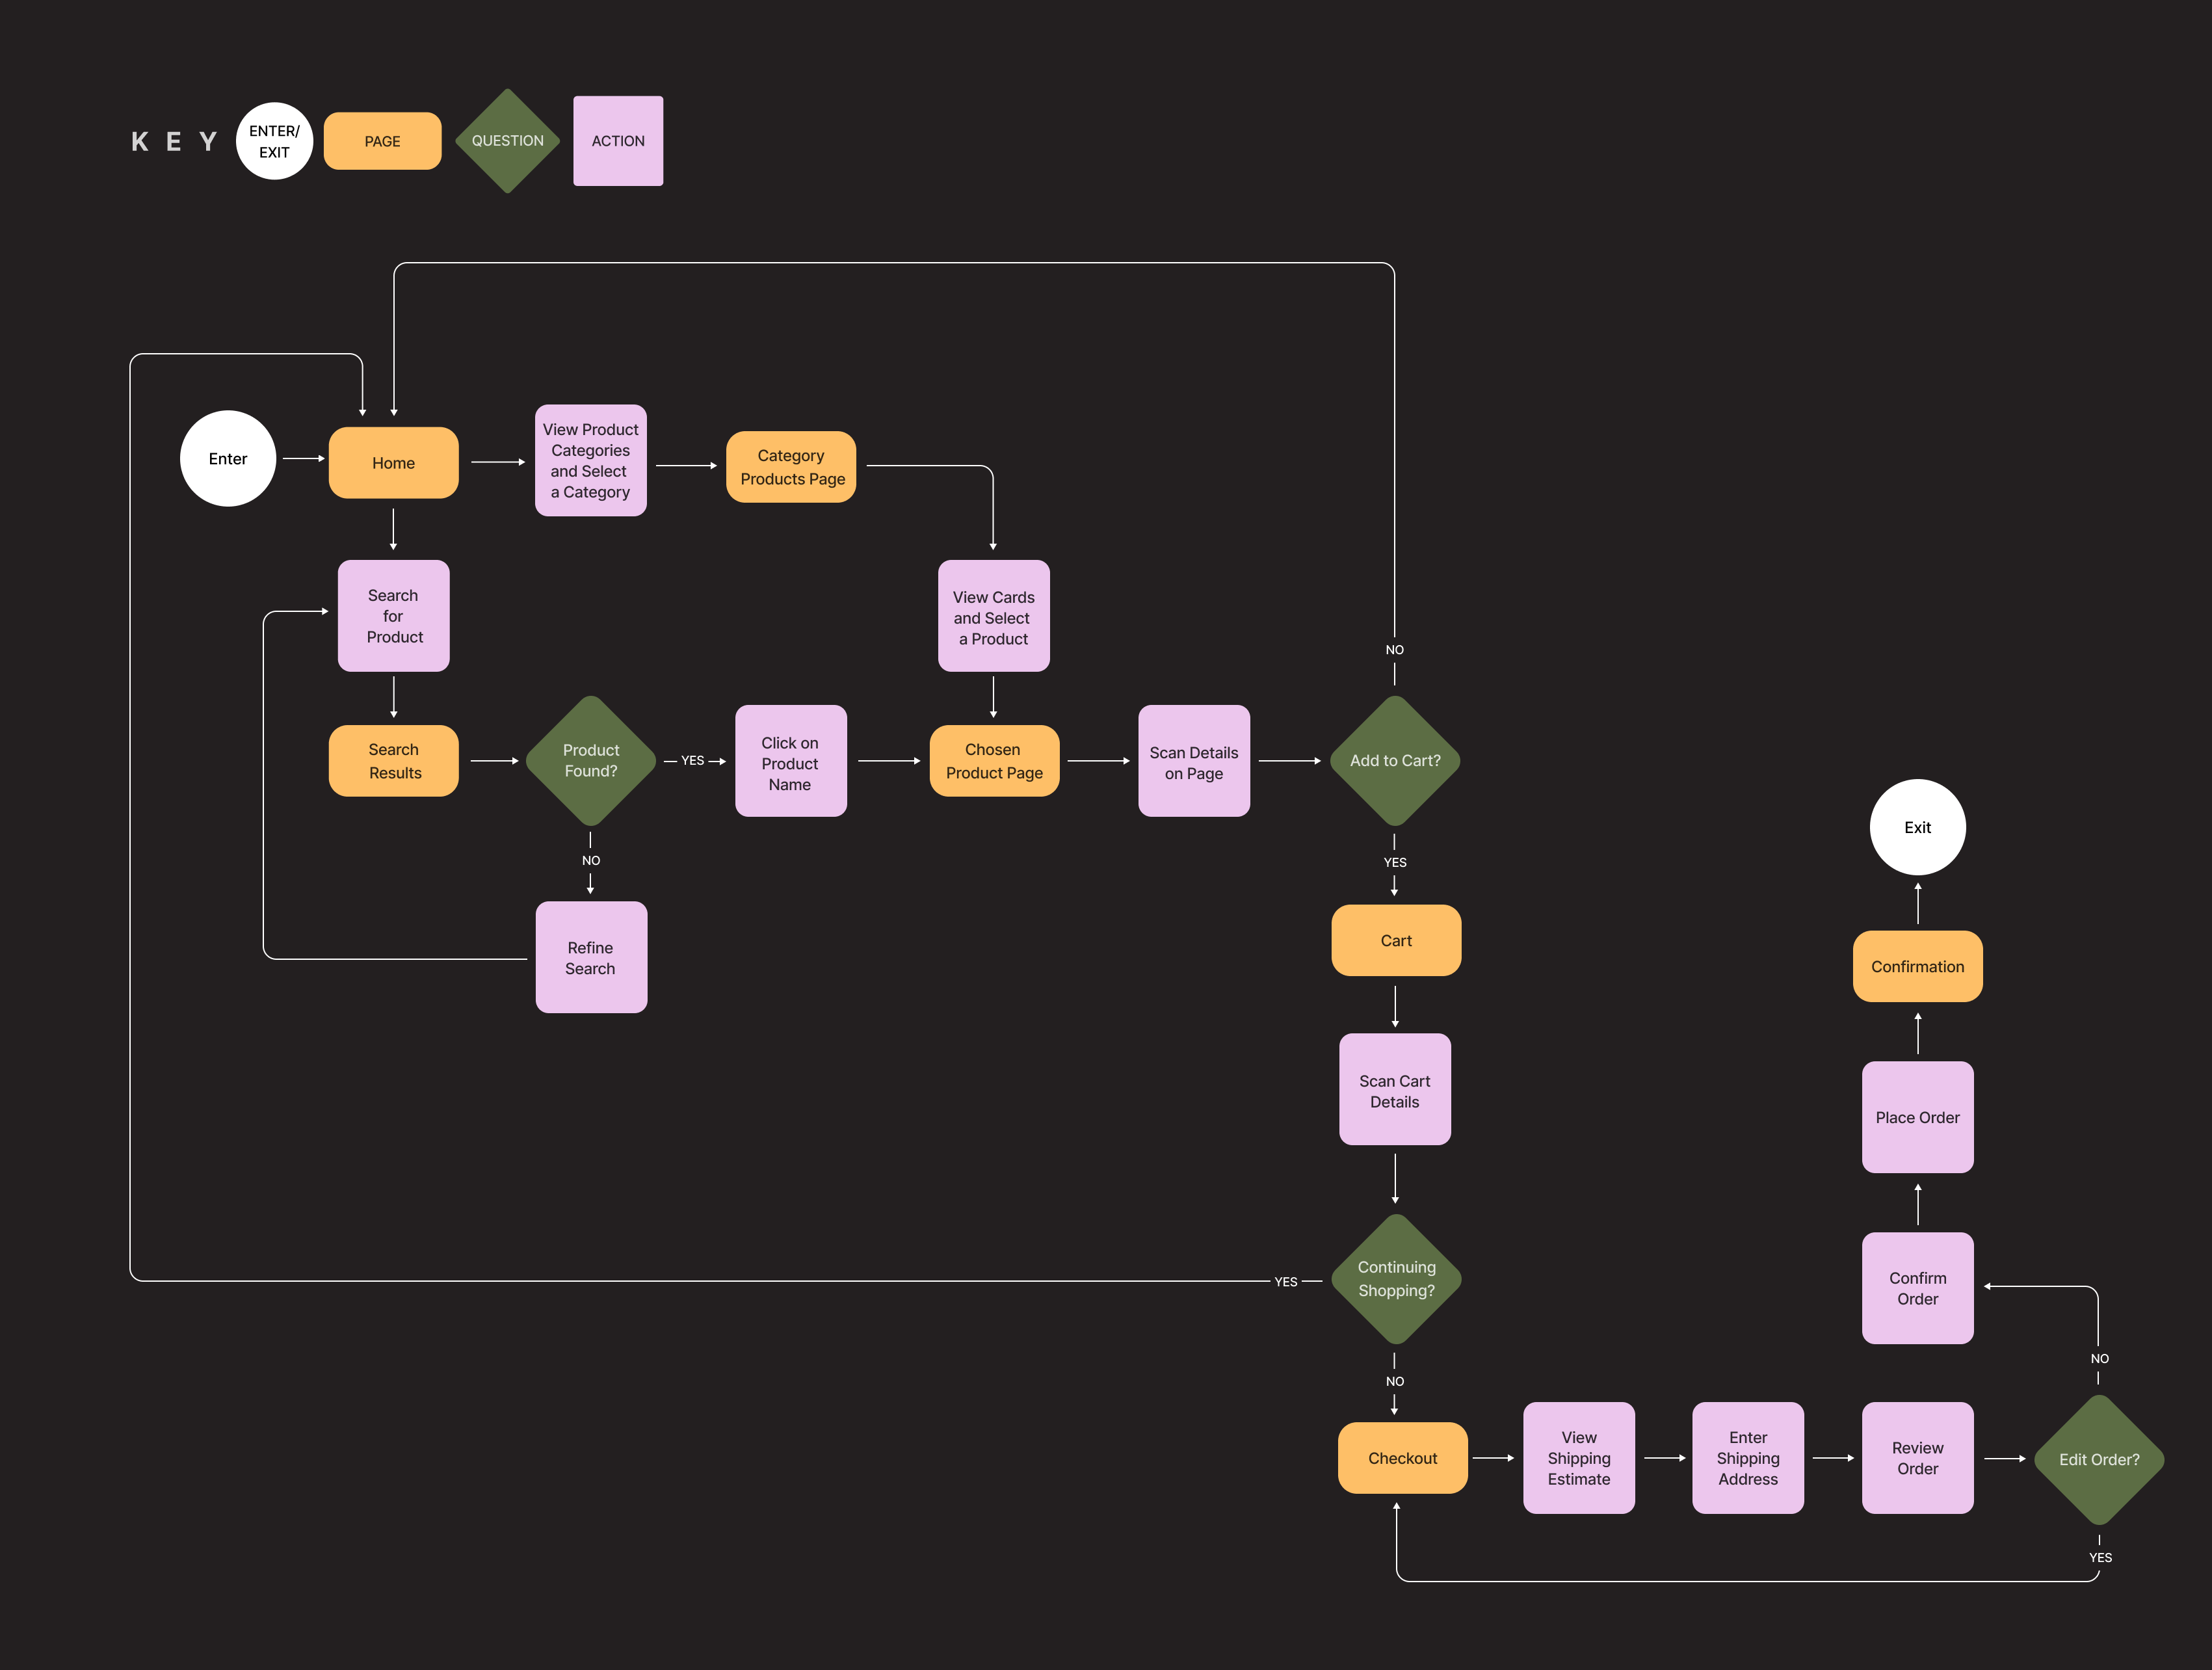 KEY
ENTER/
EXIT
PAGE
QUESTION
ACTION
Enter
Home
View Product
Categories
and Select
a Category
Category
Products Page
Search
for
Product
View Cards
and Select
a Product
NO
Search
Results
Product
Found?
YES
Click on
Product
Name
Chosen
Product Page
Scan Details
on Page
Add to Cart?
NO
YES
Refine
Search
Cart
Exit
Confirmation
Scan Cart
Details
Place Order
Continuing
Shopping?
YES
Confirm
Order
NO
NO
Checkout
View
Shipping
Estimate
Enter
Shipping
Address
Review
Order
Edit Order?
YES